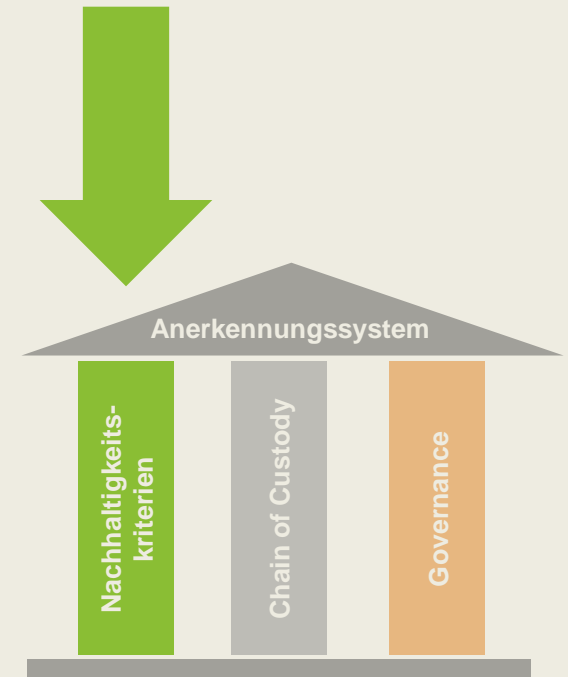 Anerkennungssystem
Nachhaltigkeits-
kriterien
Chain of Custody
Governance